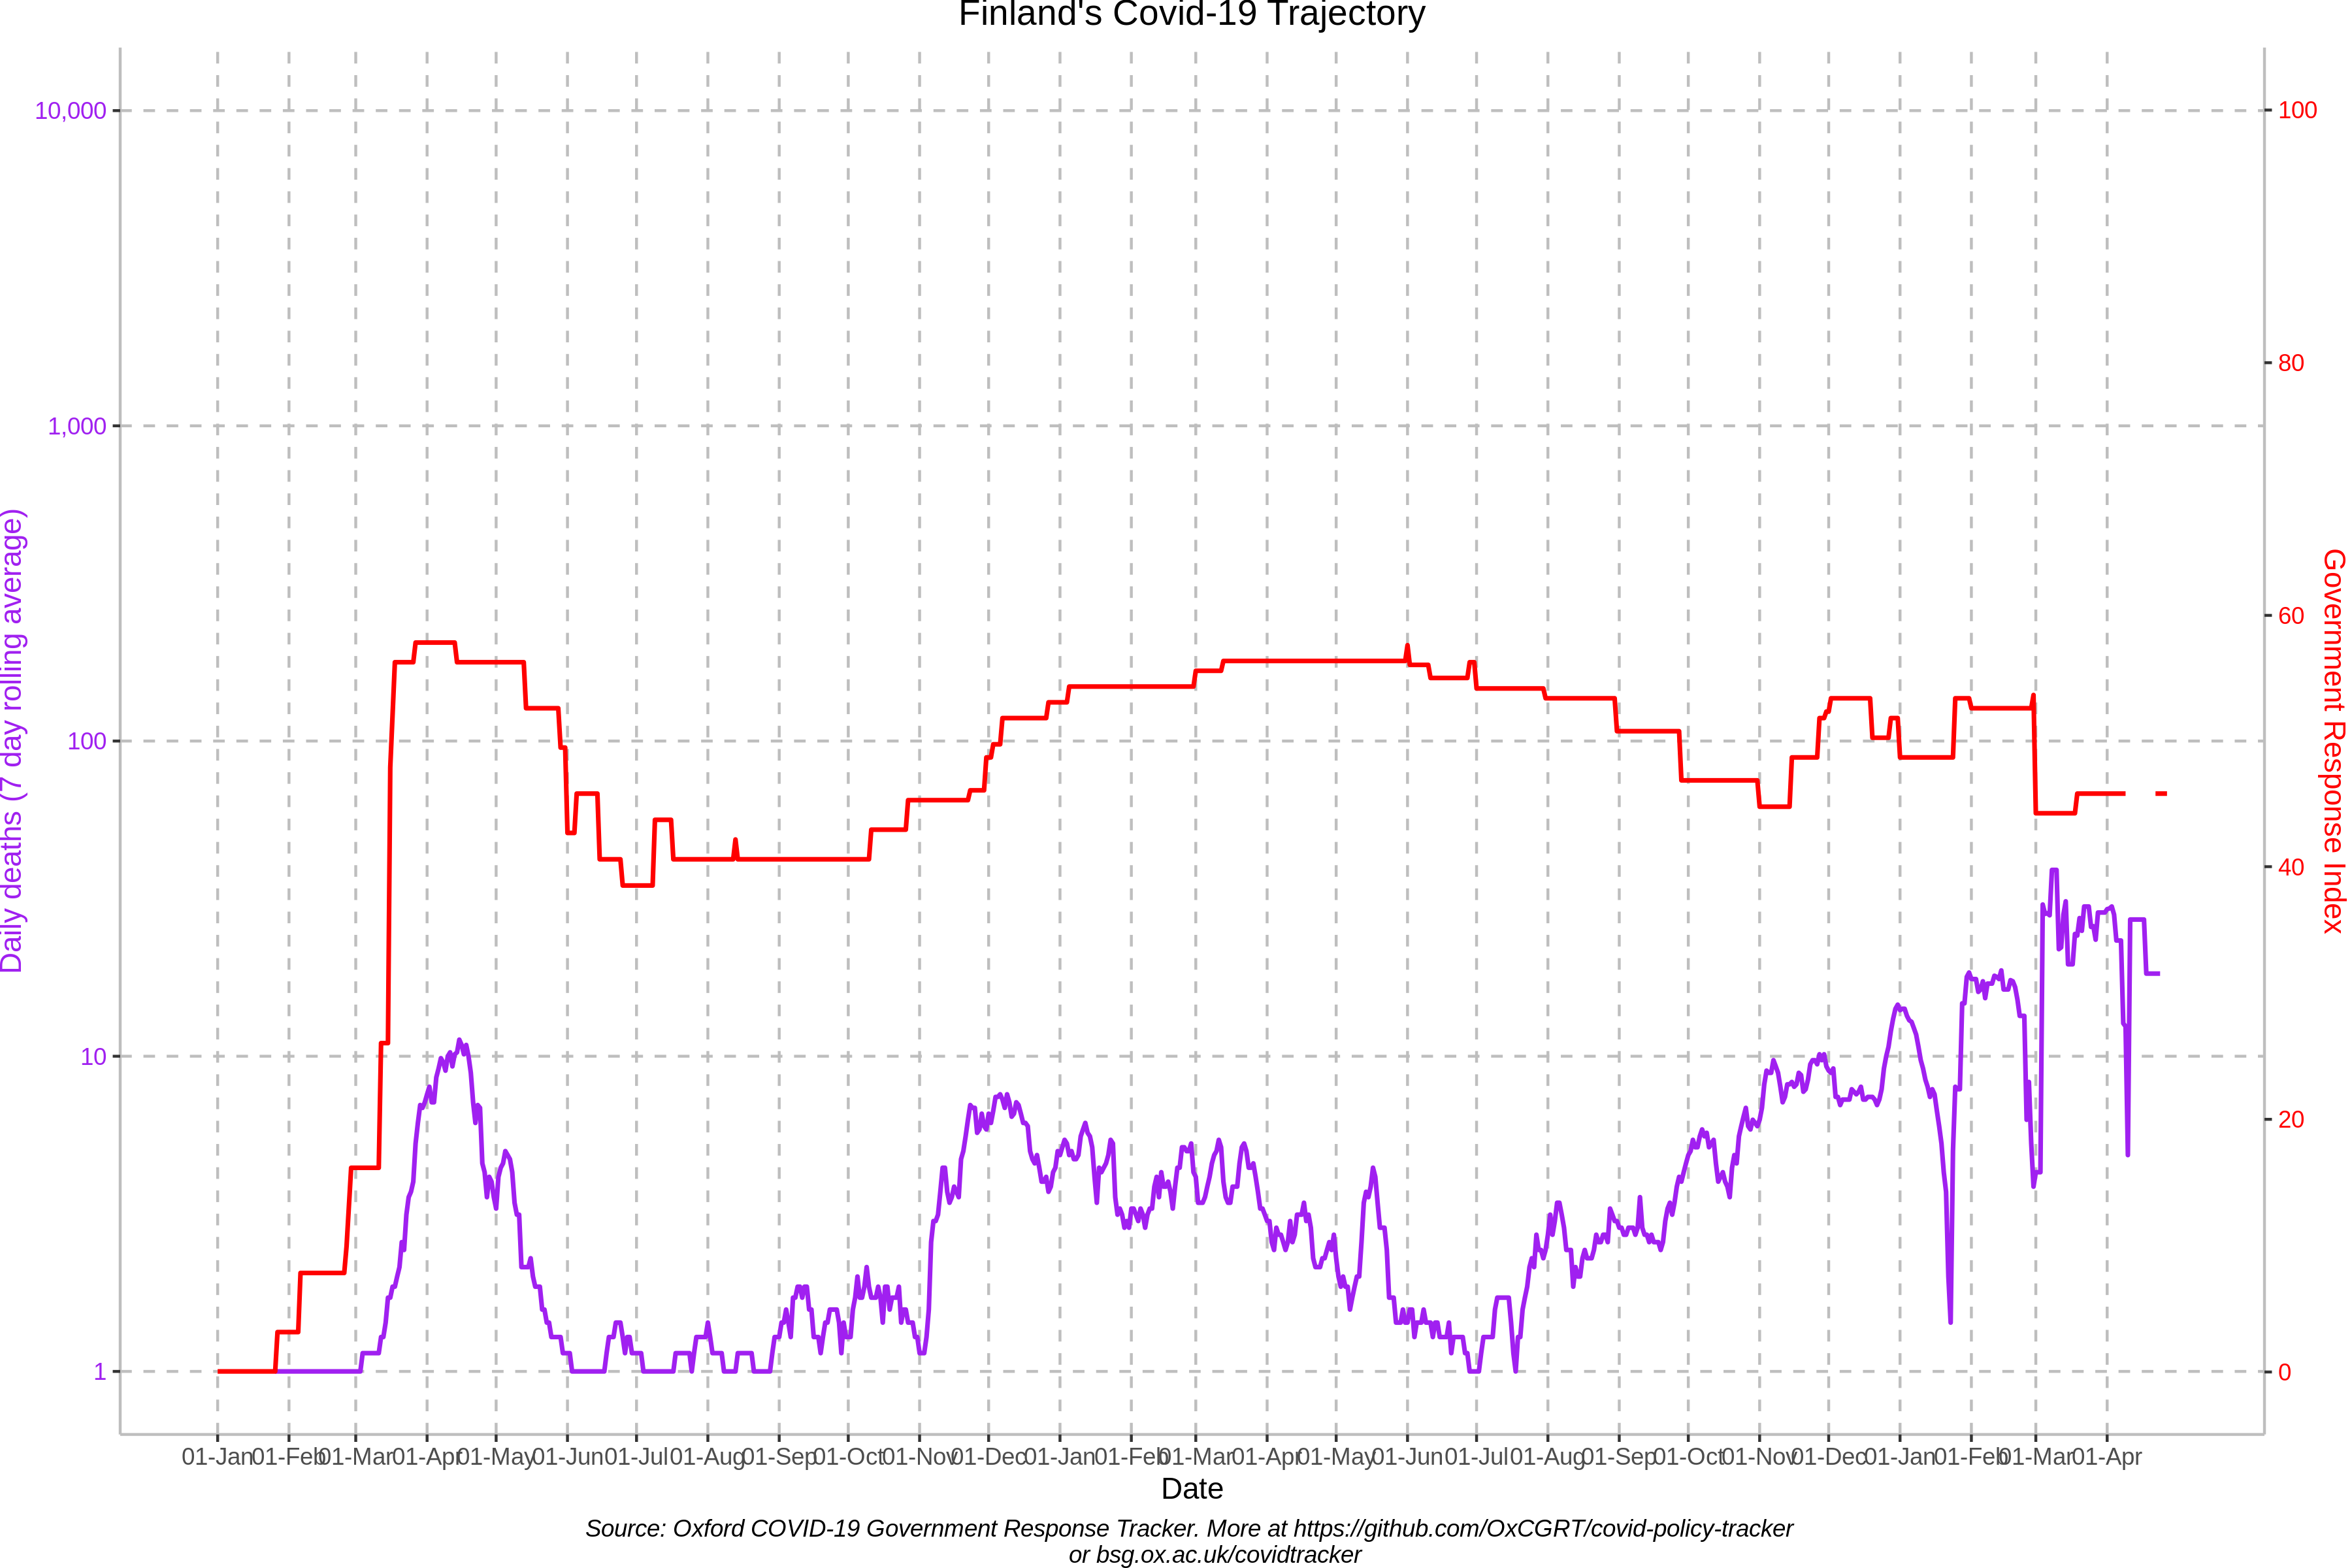 Finland's Covid-19 Trajectory
10,000
1,000
100
10
1
Daily deaths (7 day rolling average)
100
80
60
40
20
0
Government Response Index
01-Jan 01-Feb 01-Mar 01-Apr 01-May 01-Jun 01-Jul 01-Aug 01-Sep 01-Oct 01-Nov 01-Dec 01-Jan 01-Feb 01-Mar 01-Apr 01-May 01-Jun 01-Jul 01-Aug 01-Sep 01-Oct 01-Nov 01-Dec 01-Jan 01-Feb 01-Mar 01-Apr
Date
Source: Oxford COVID-19 Government Response Tracker. More at https://github.com/OxCGRT/covid-policy-tracker
or bsg.ox.ac.uk/covidtracker